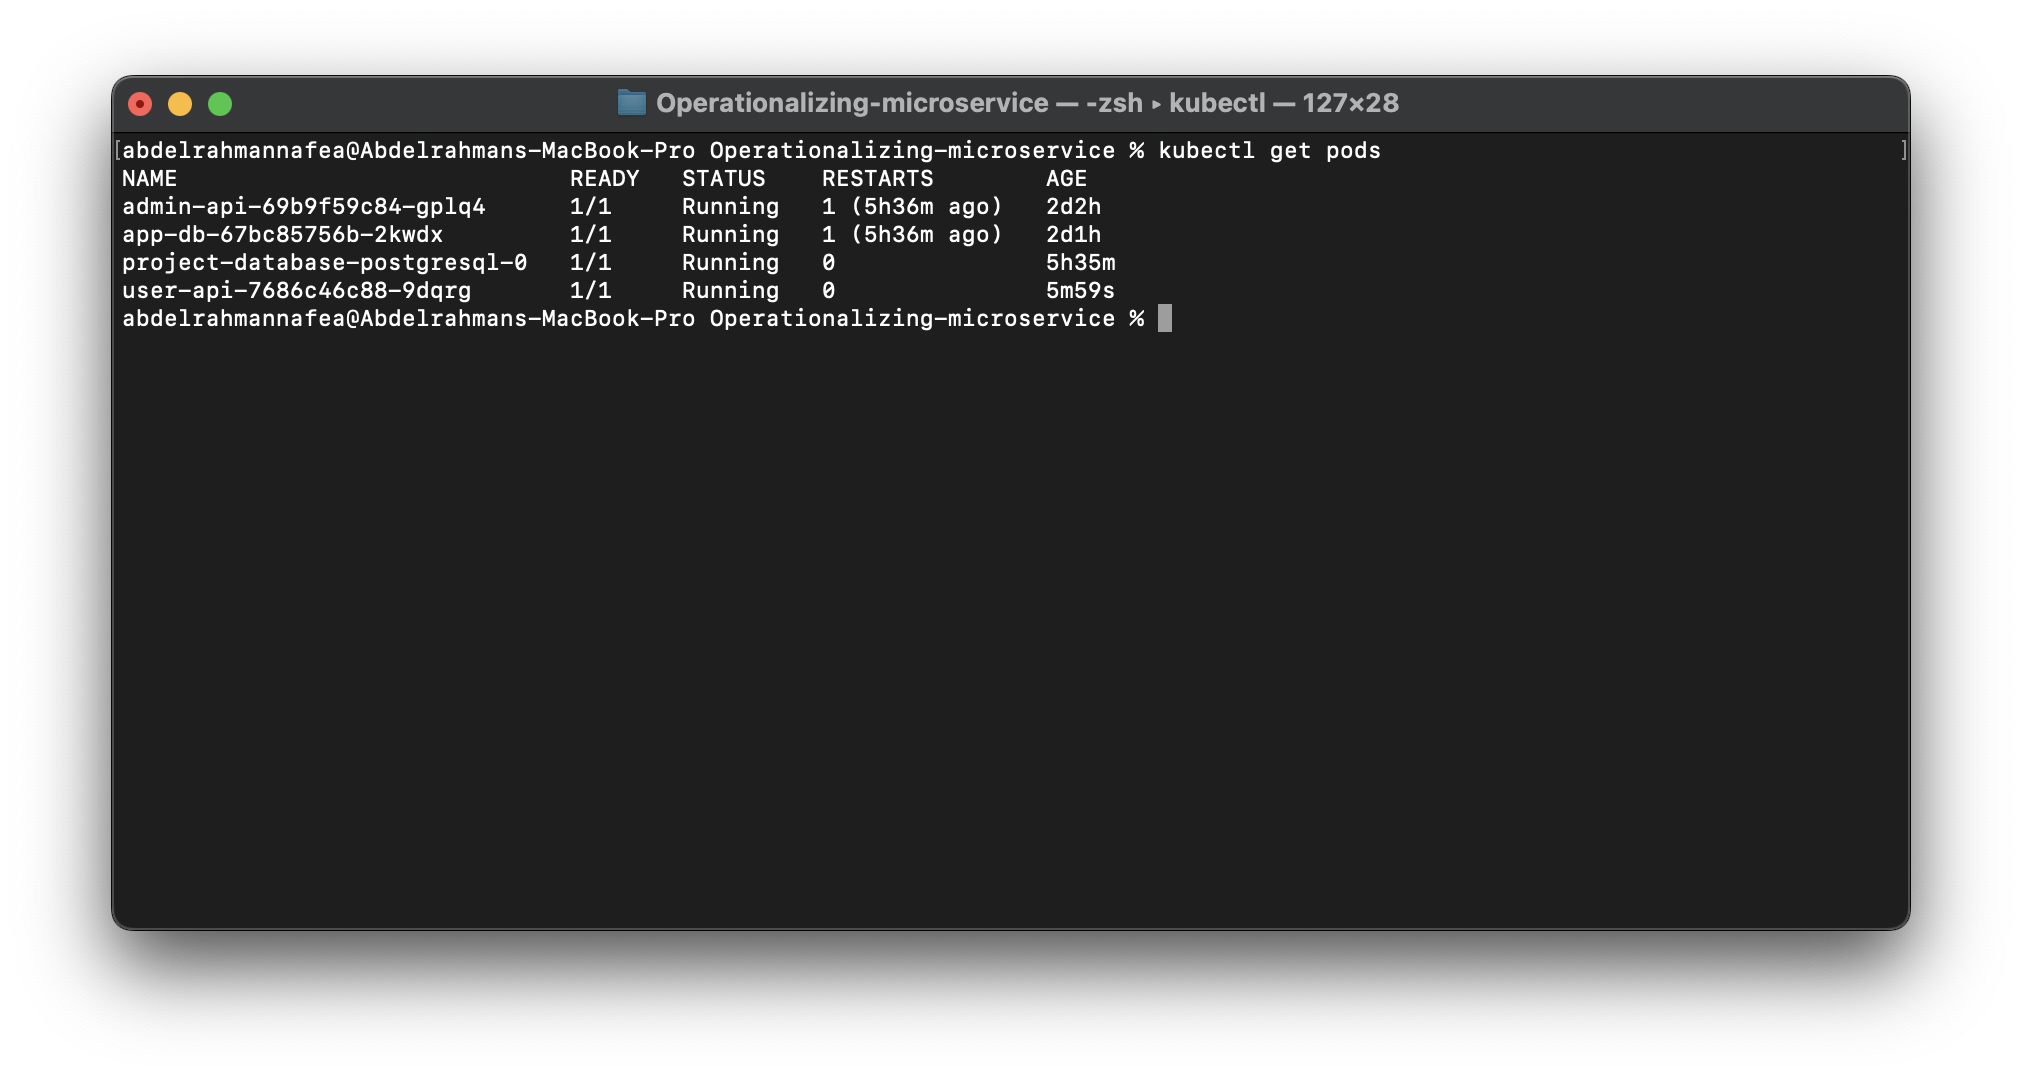 Operationalizing-microservice — -zsh ▸ kubectl — 127×28
[abdelrahmannafea@Abdelrahmans-MacBook-Pro Operationalizing-microservice % kubectl get pods ]
NAME READY STATUS RESTARTS AGE
admin-api-69b9f59c84-gplq4 1/1 Running 1 (5h36m ago) 2d2h
app-db-67bc85756b-2kwdx 1/1 Running 1 (5h36m ago) 2d1h
project-database-postgresql-0 1/1 Running 0 5h35m
user-api-7686c46c88-9dqrg 1/1 Running 0 5m59s
abdelrahmannafea@Abdelrahmans-MacBook-Pro Operationalizing-microservice %